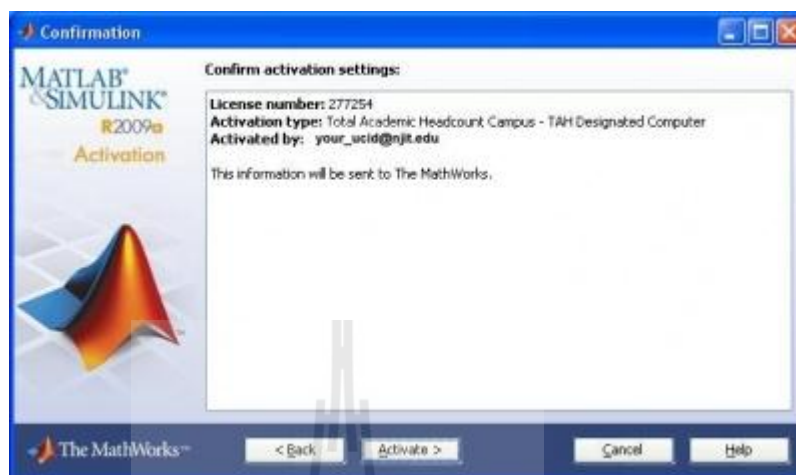 Confirmation
MATLAB®
SIMULINK®
R2009a
Activation
Confirm activation settings:
License number: 277254
Activation type: Total Academic Headcount Campus - TAH Designated Computer
Activated by: your_ucid@njit.edu
This information will be sent to The MathWorks.
The MathWorks™
< Back
Activate >
Cancel
Help